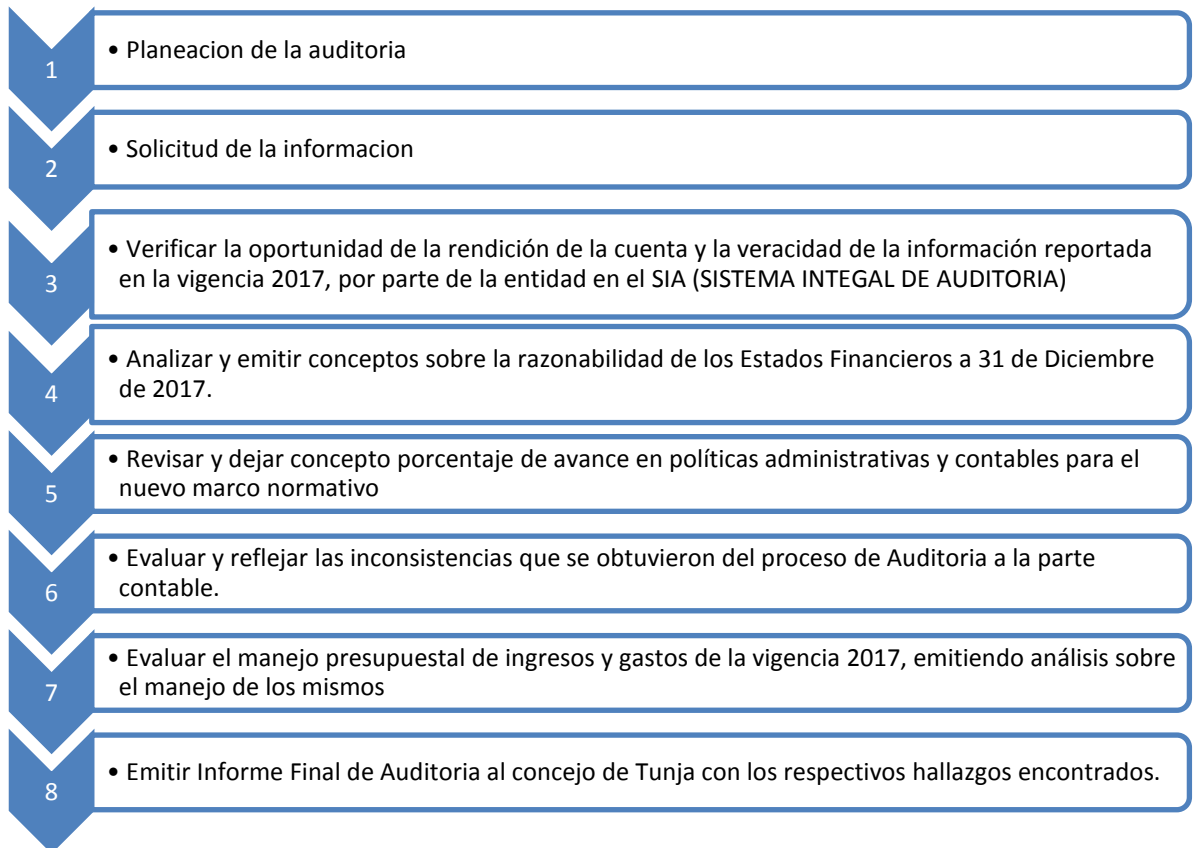 1
• Planeacion de la auditoria
2
• Solicitud de la informacion
3
• Verificar la oportunidad de la rendición de la cuenta y la veracidad de la información reportada
en la vigencia 2017, por parte de la entidad en el SIA (SISTEMA INTEGAL DE AUDITORIA)
4
• Analizar y emitir conceptos sobre la razonabilidad de los Estados Financieros a 31 de Diciembre
de 2017.
5
• Revisar y dejar concepto porcentaje de avance en políticas administrativas y contables para el
nuevo marco normativo
6
• Evaluar y reflejar las inconsistencias que se obtuvieron del proceso de Auditoria a la parte
contable.
7
• Evaluar el manejo presupuestal de ingresos y gastos de la vigencia 2017, emitiendo análisis sobre
el manejo de los mismos
8
• Emitir Informe Final de Auditoria al concejo de Tunja con los respectivos hallazgos encontrados.